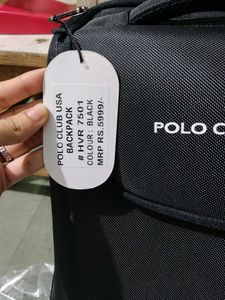 POLO CLUB USA
BACKPACK
# HVR 7501
COLOUR : BLACK
MRP RS. 5999/-
POLO C